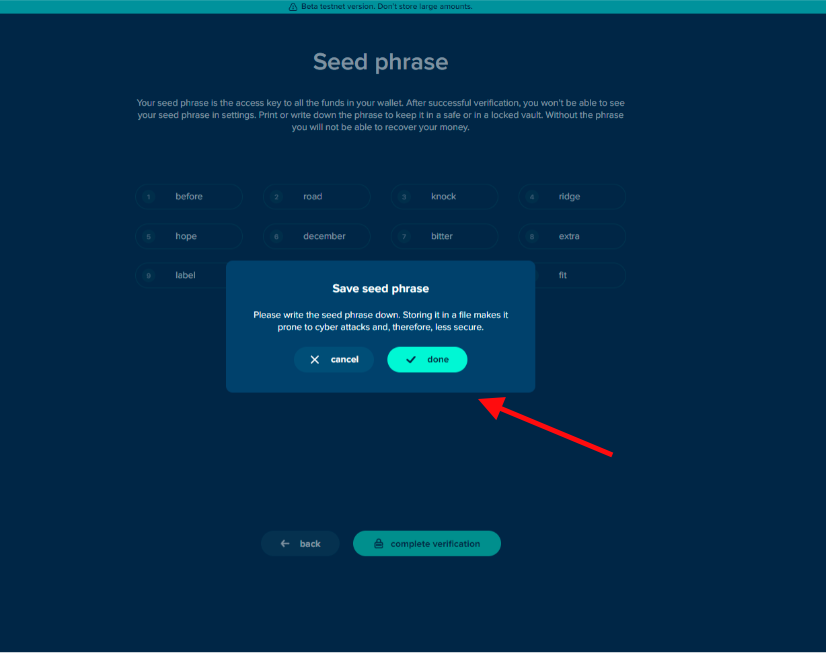 Beta testnet version. Don't store large amounts.
Seed phrase
Your seed phrase is the access key to all the funds in your wallet. After successful verification, you won't be able to see
your seed phrase in settings. Print or write down the phrase to keep it in a safe or in a locked vault. Without the phrase
you will not be able to recover your money.
1 before 2 road 3 knock 4 ridge
5 hope 6 december 7 bitter 8 extra
9 label fit
Save seed phrase
Please write the seed phrase down. Storing it in a file makes it
prone to cyber attacks and, therefore, less secure.
cancel done
back complete verification